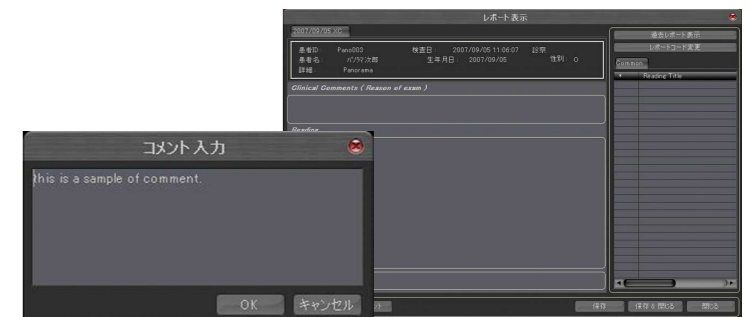 レポート表示
2007/09/05 XC
患者ID: Pano003 検査日: 2007/09/05 11:06:07 診察
患者名: パノラマ次郎 生年月日: 2007/09/05 性別: O
詳細: Panorama
Clinical Comments ( Reason of exam )
Reading
過去レポート表示
レポートコード変更
Common
Reading Title
保存
保存 & 閉じる
閉じる
コメント入力
this is a sample of comment.
OK
キャンセル